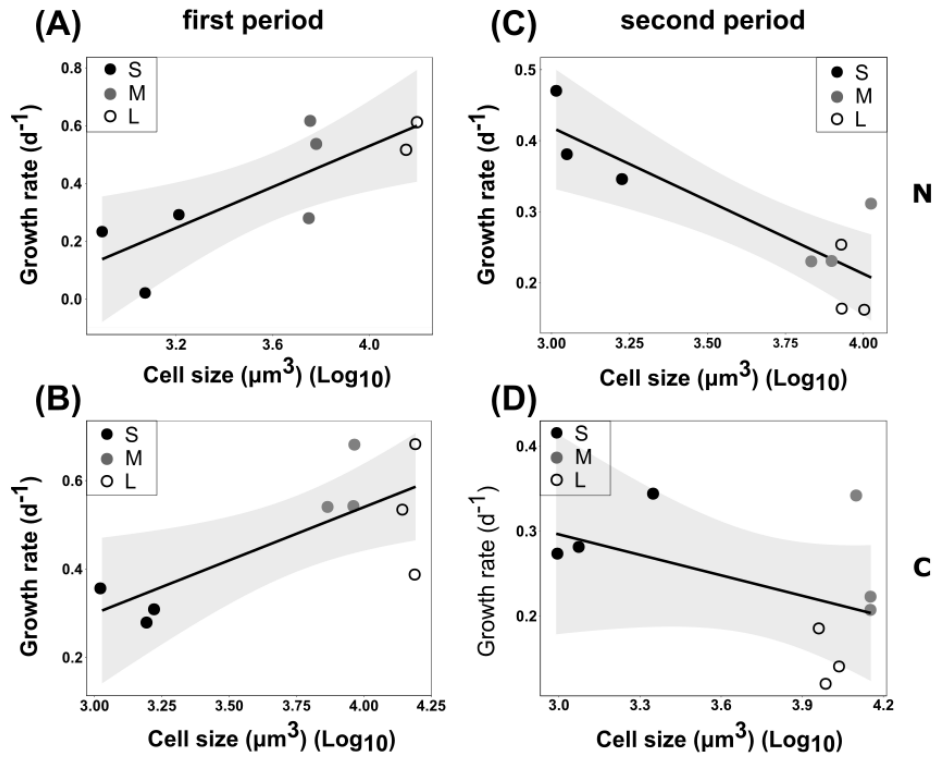 first period
second period
(A)
S
M
L
0.8
0.6
0.4
0.2
0.0
Growth rate (d⁻¹)
3.2 3.6 4.0
Cell size (µm³) (Log₁₀)
(C)
S
M
L
0.5
0.4
0.3
0.2
Growth rate (d⁻¹)
3.00 3.25 3.50 3.75 4.00
Cell size (µm³) (Log₁₀)
N
(B)
S
M
L
0.6
0.4
0.2
Growth rate (d⁻¹)
3.00 3.25 3.50 3.75 4.00 4.25
Cell size (µm³) (Log₁₀)
(D)
S
M
L
0.4
0.3
0.2
Growth rate (d⁻¹)
3.0 3.3 3.6 3.9 4.2
Cell size (µm³) (Log₁₀)
C